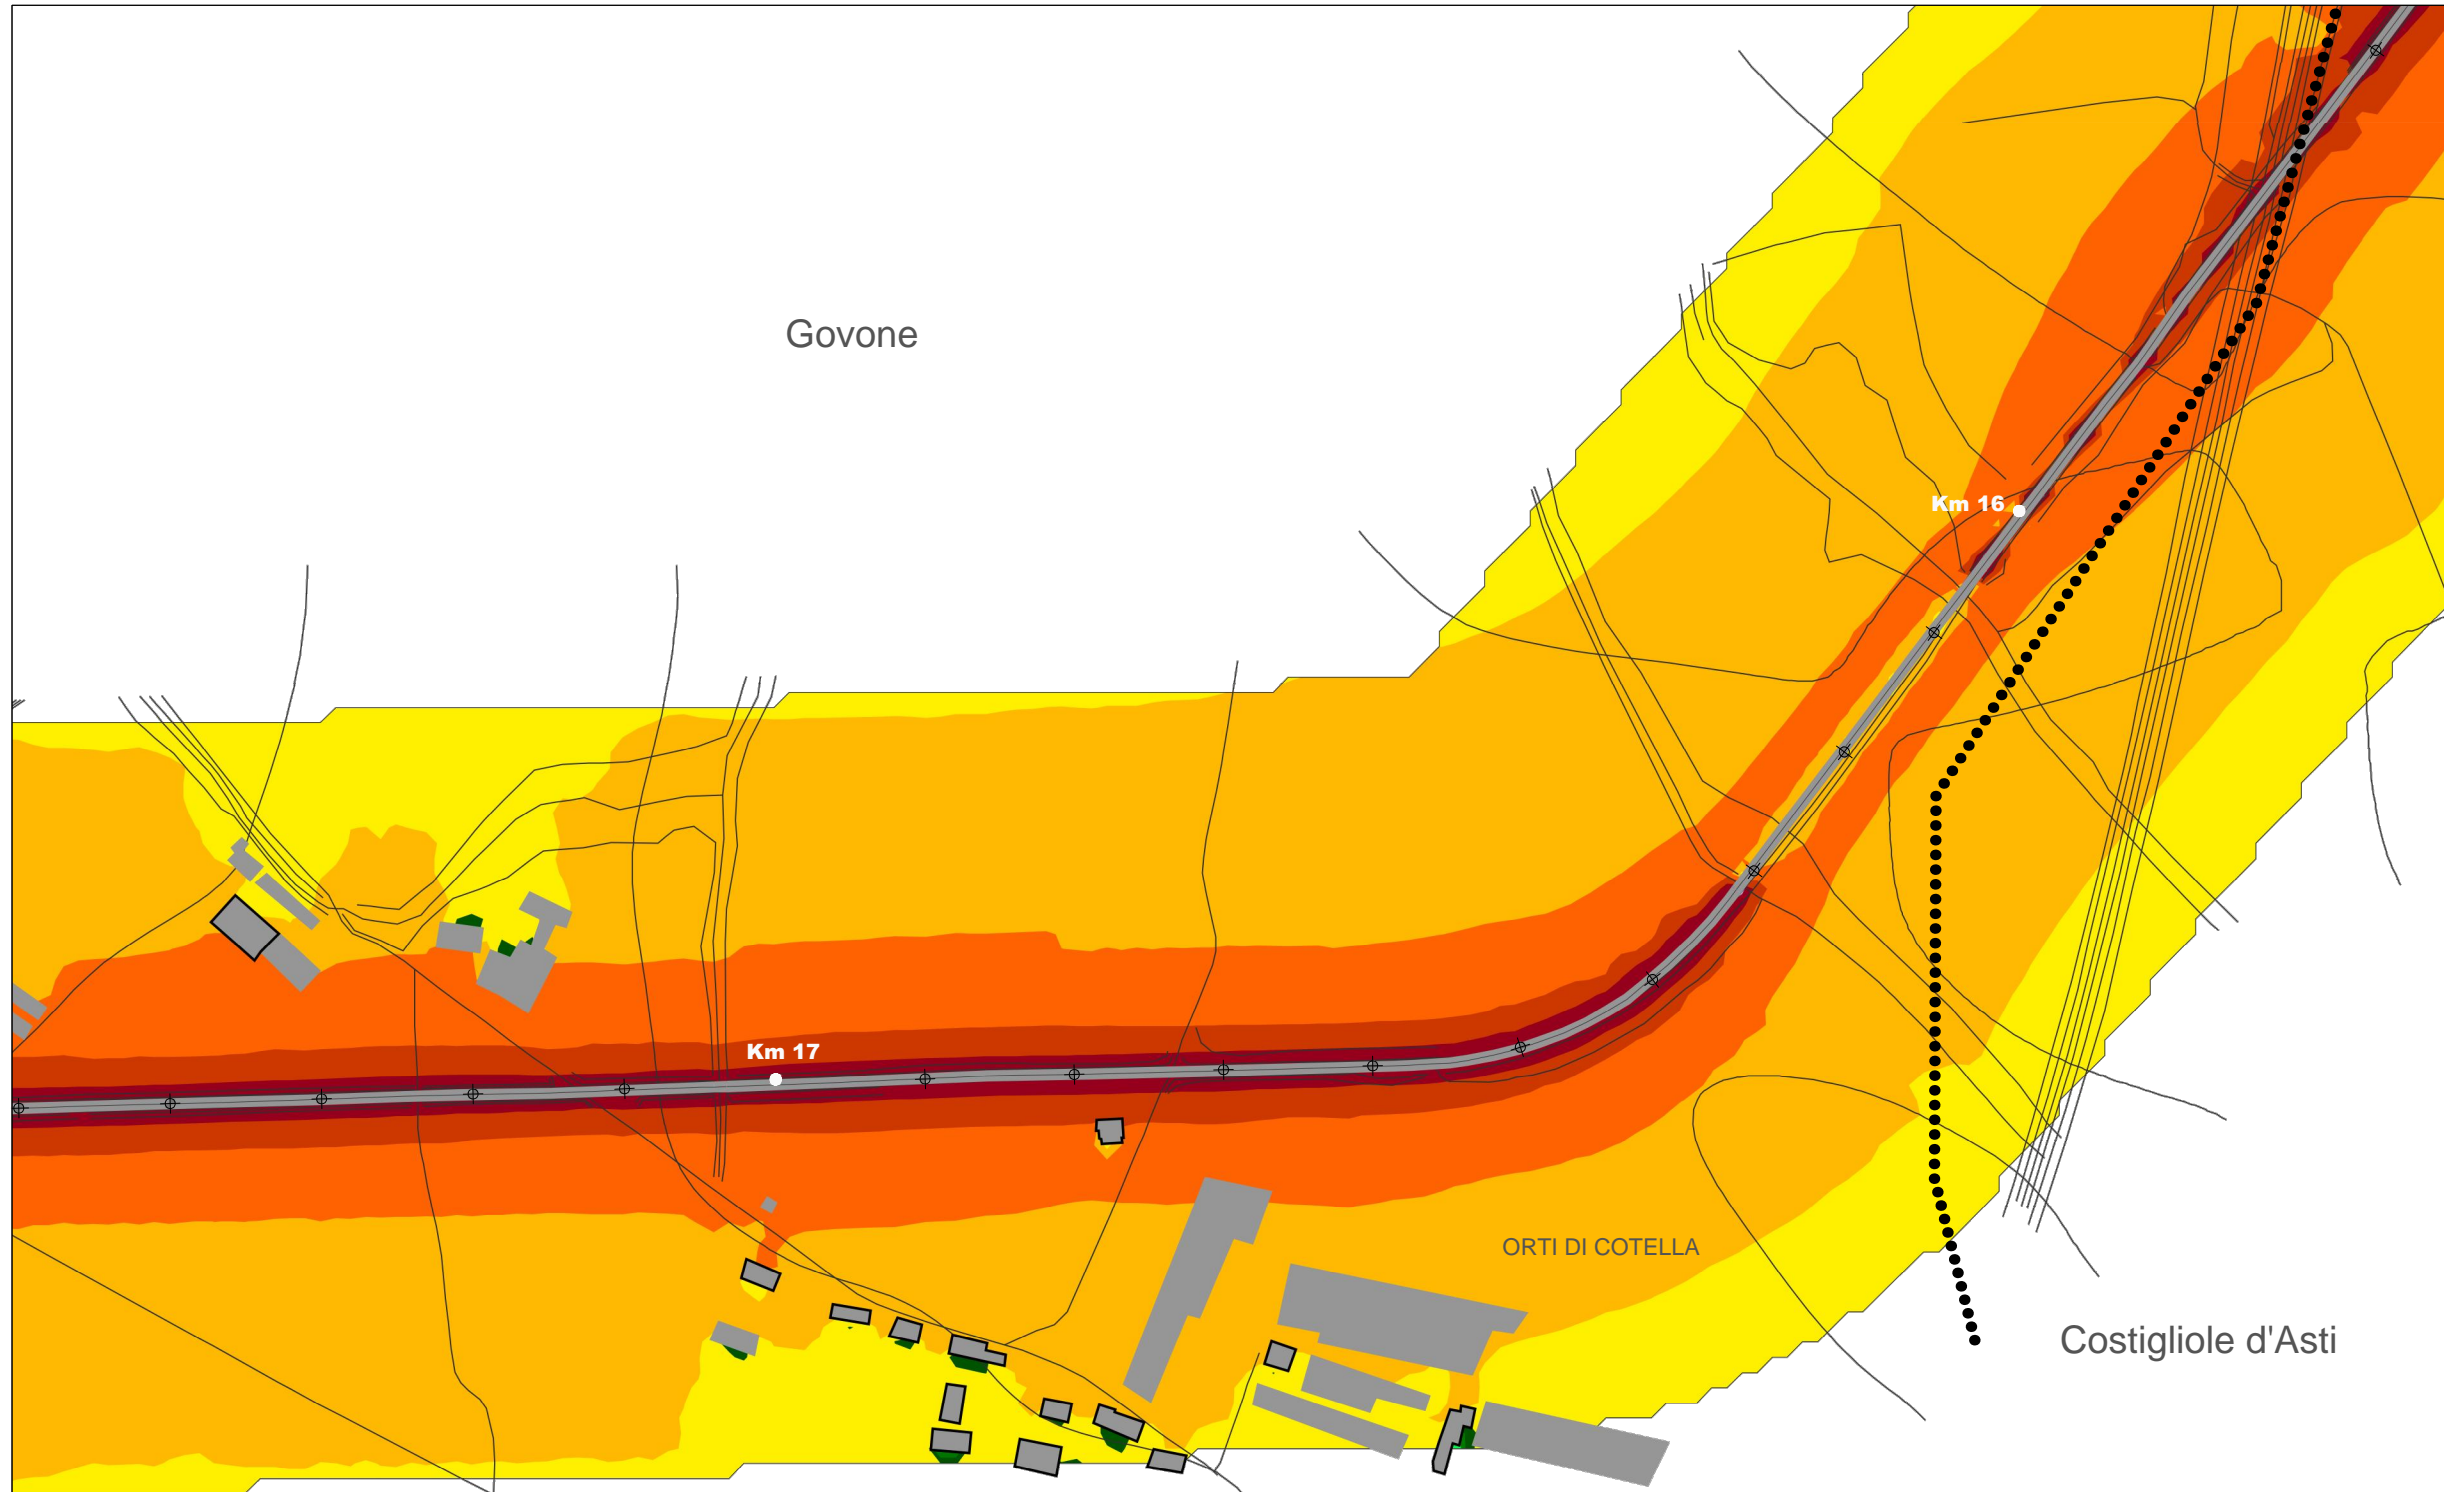 Govone
Km 16
Km 17
ORTI DI COTELLA
Costigliole d'Asti